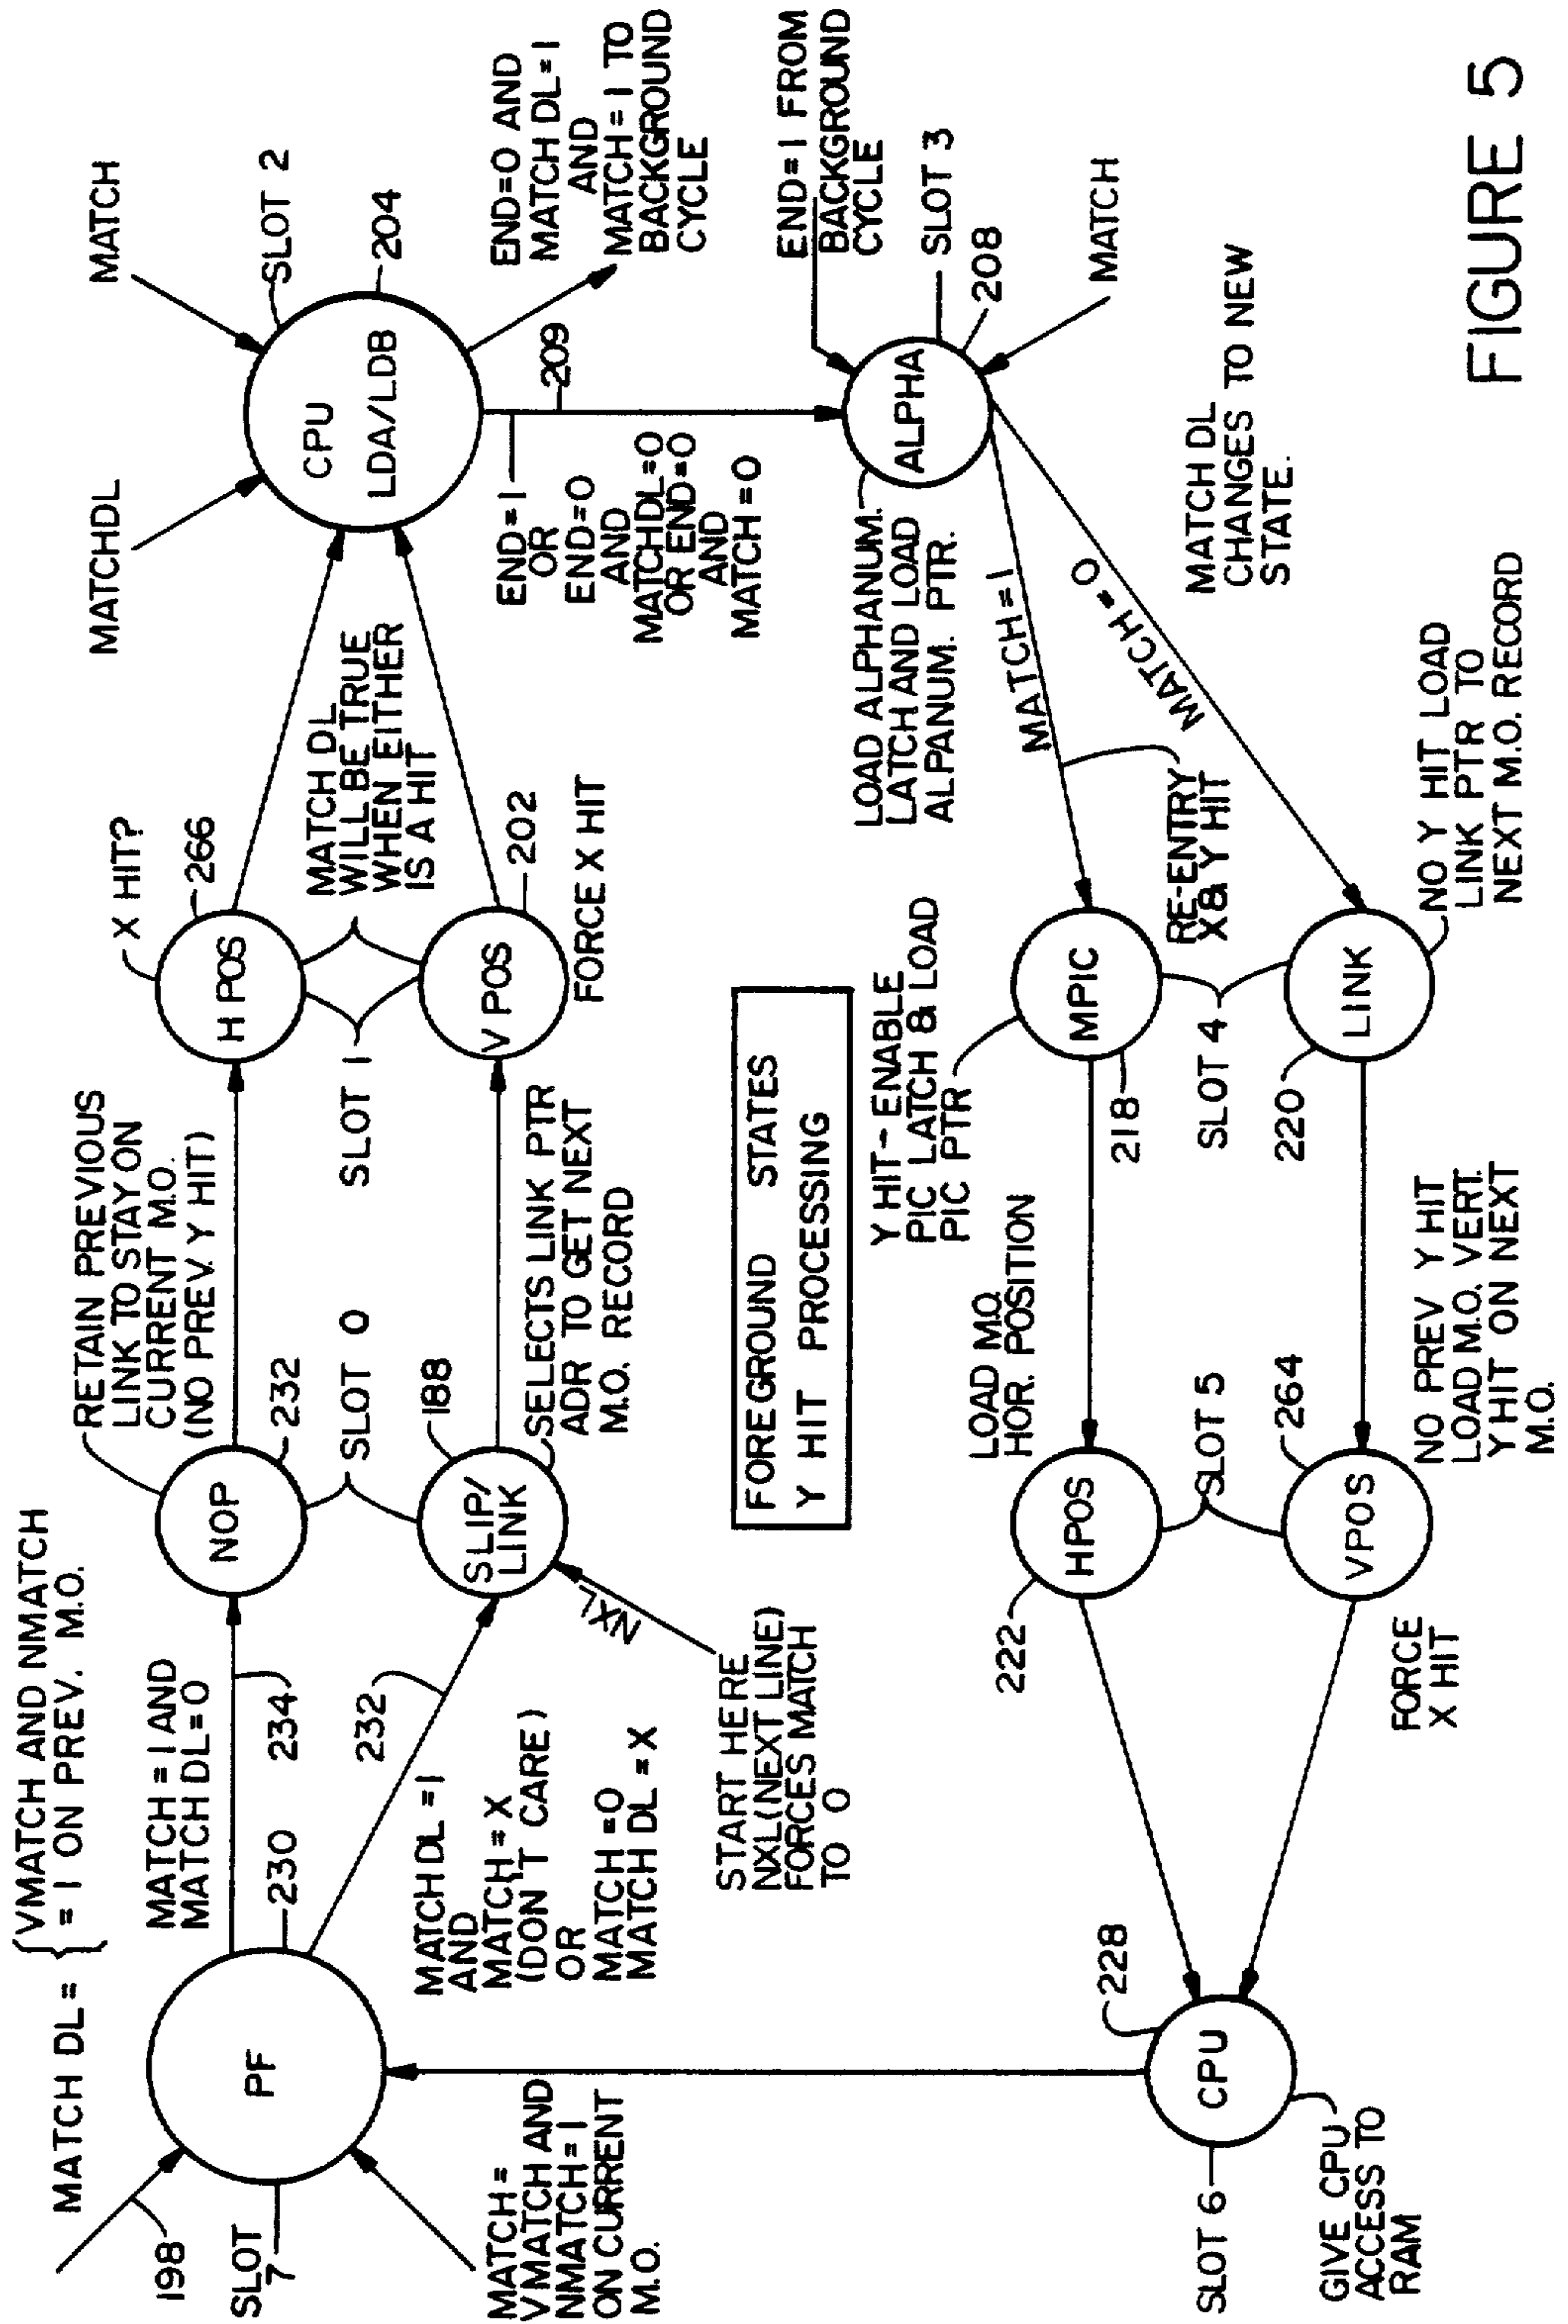 MATCH DL = { VMATCH AND NMATCH
= 1 ON PREV. M.O.
198
SLOT
7
PF
230
MATCH =
VMATCH AND
NMATCH = 1
ON CURRENT
M.O.
MATCH = 1 AND
MATCH DL = 0
234
232
MATCH DL = 1
AND
MATCH = X
(DON'T CARE)
OR
MATCH = 0
MATCH DL = X
START HERE
NXL (NEXT LINE)
FORCES MATCH
TO 0
NXL
RETAIN PREVIOUS
LINK TO STAY ON
CURRENT M.O.
(NO PREV. Y HIT)
NOP
232
SLOT 0
188
SLIP/
LINK
SELECTS LINK PTR
ADR TO GET NEXT
M.O. RECORD
X HIT?
266
H POS
SLOT 1
MATCH DL
WILL BE TRUE
WHEN EITHER
IS A HIT
V POS
202
FORCE X HIT
MATCHDL
MATCH
SLOT 2
204
CPU
LDA/LDB
END=0 AND
MATCH DL = 1
AND
MATCH = 1 TO
BACKGROUND
CYCLE
209
END=1
OR
END=0
AND
MATCHDL=0
OR END=0
AND
MATCH=0
END=1 FROM
BACKGROUND
CYCLE
SLOT 3
208
MATCH
ALPHA
LOAD ALPHANUM.
LATCH AND LOAD
ALPANUM. PTR.
MATCH=1
MATCH=0
MATCH DL
CHANGES TO NEW
STATE.
RE-ENTRY
X & Y HIT
FOREGROUND STATES
Y HIT PROCESSING
Y HIT - ENABLE
PIC LATCH & LOAD
PIC PTR
MPIC
218
SLOT 4
220
LINK
NO Y HIT LOAD
LINK PTR TO
NEXT M.O. RECORD
LOAD M.O.
HOR. POSITION
HPOS
222
SLOT 5
264
VPOS
NO PREV Y HIT
LOAD M.O. VERT.
Y HIT ON NEXT
M.O.
FORCE
X HIT
228
CPU
SLOT 6
GIVE CPU
ACCESS TO
RAM
FIGURE 5